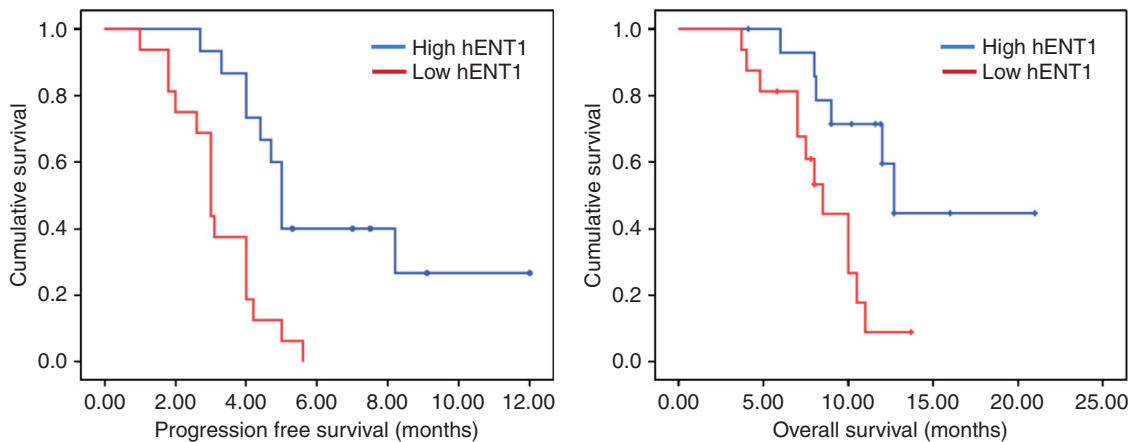 1.0
0.8
0.6
0.4
0.2
0.0
Cumulative survival
High hENT1
Low hENT1
0.00 2.00 4.00 6.00 8.00 10.00 12.00
Progression free survival (months)
1.0
0.8
0.6
0.4
0.2
0.0
Cumulative survival
High hENT1
Low hENT1
0.00 5.00 10.00 15.00 20.00 25.00
Overall survival (months)